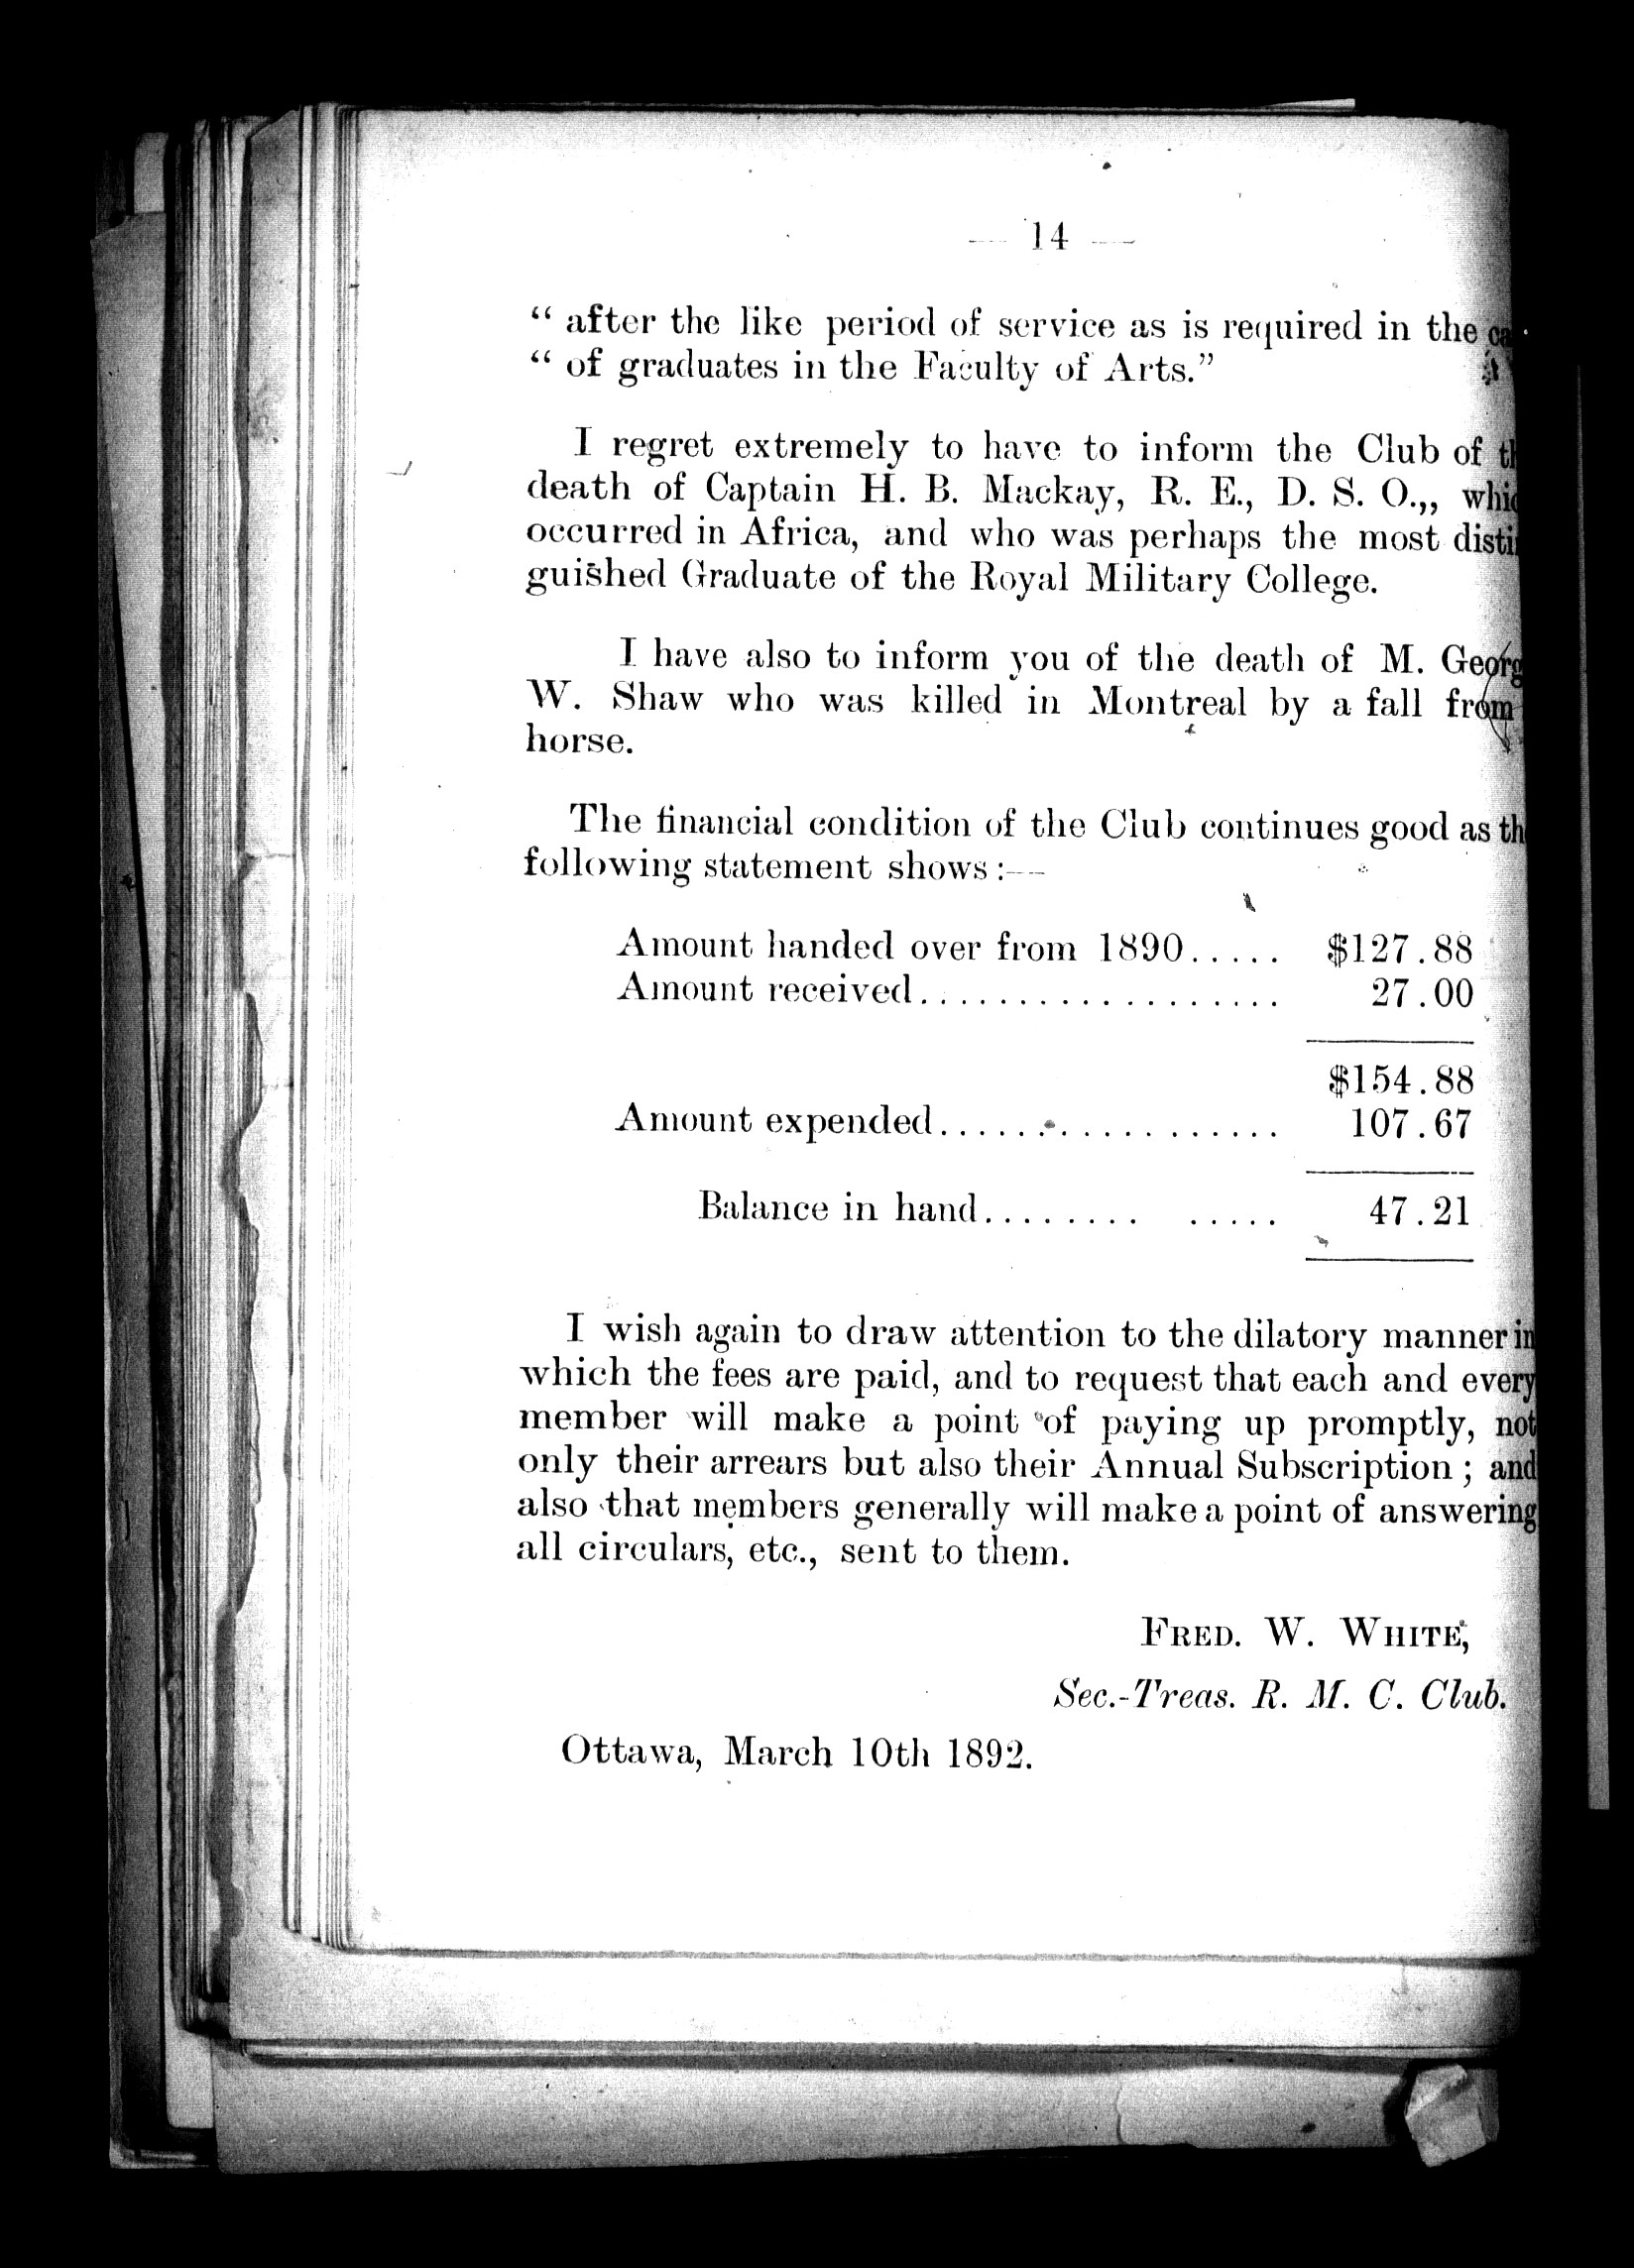 — 14 —
“ after the like period of service as is required in the
“ of graduates in the Faculty of Arts.”
I regret extremely to have to inform the Club of
death of Captain H. B. Mackay, R. E., D. S. O.,,
occurred in Africa, and who was perhaps the most
guished Graduate of the Royal Military College.
I have also to inform you of the death of M.
W. Shaw who was killed in Montreal by a fall from
horse.
The financial condition of the Club continues good as
following statement shows :—
Amount handed over from 1890..... $127.88
Amount received................... 27.00
$154.88
Amount expended.................. 107.67
Balance in hand........ ..... 47.21
I wish again to draw attention to the dilatory manner in
which the fees are paid, and to request that each and every
member will make a point of paying up promptly, not
only their arrears but also their Annual Subscription ; and
also that members generally will make a point of answering
all circulars, etc., sent to them.
FRED. W. WHITE,
Sec.-Treas. R. M. C. Club.
Ottawa, March 10th 1892.